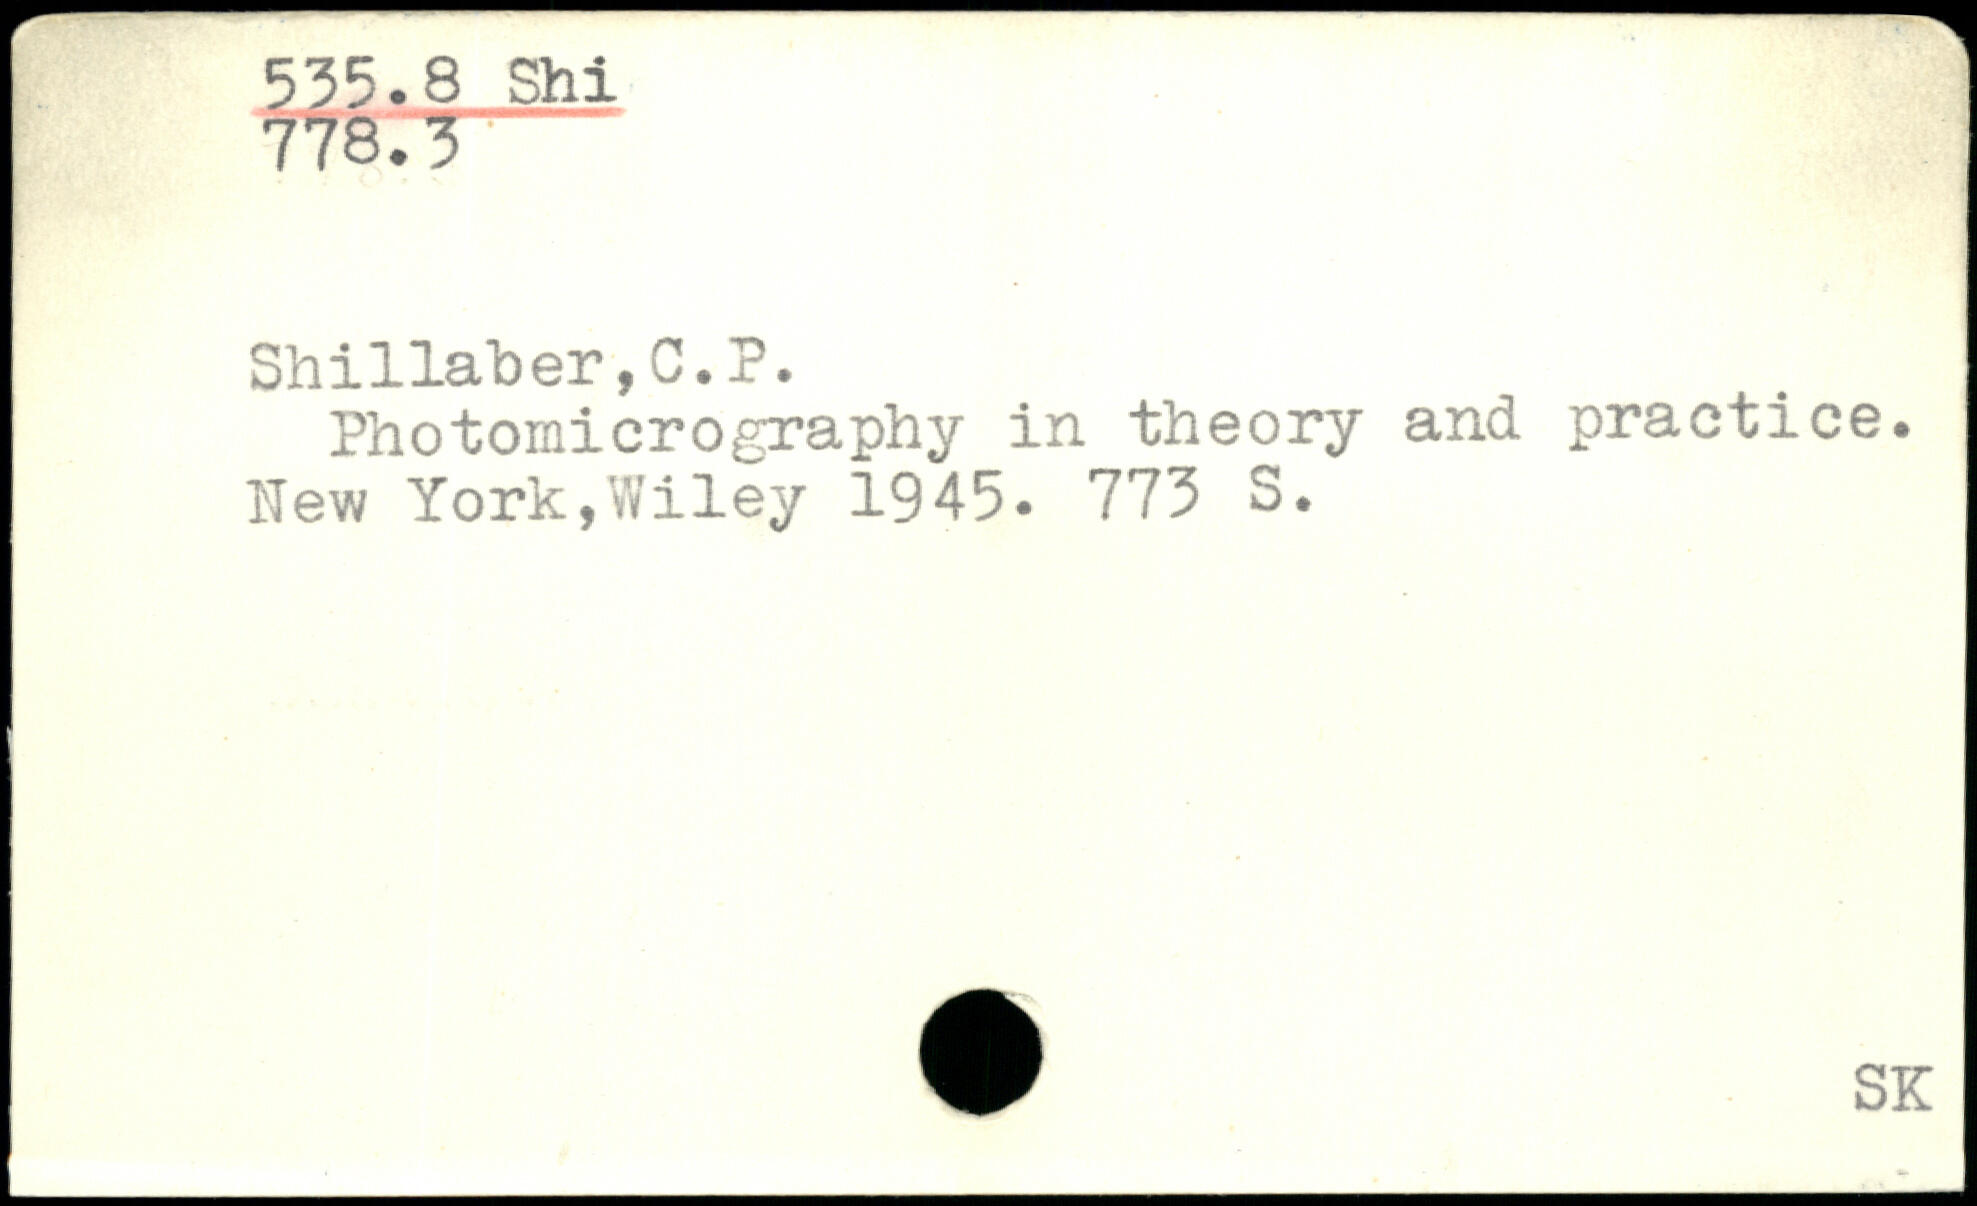 535.8 Shi
778.3
Shillaber,C.P.
Photomicrography in theory and practice.
New York,Wiley 1945. 773 S.
SK